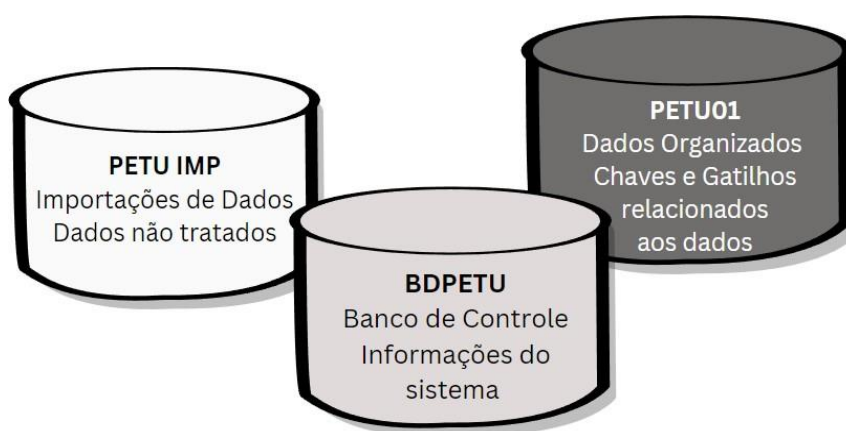 PETU IMP
Importações de Dados
Dados não tratados
BDPETU
Banco de Controle
Informações do
sistema
PETU01
Dados Organizados
Chaves e Gatilhos
relacionados
aos dados